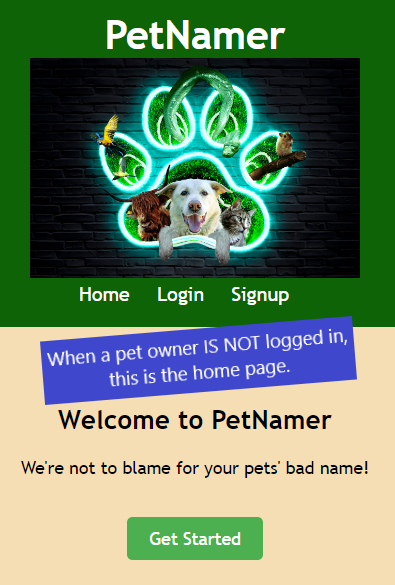 PetNamer
Home Login Signup
When a pet owner IS NOT logged in,
this is the home page.
Welcome to PetNamer
We're not to blame for your pets' bad name!
Get Started